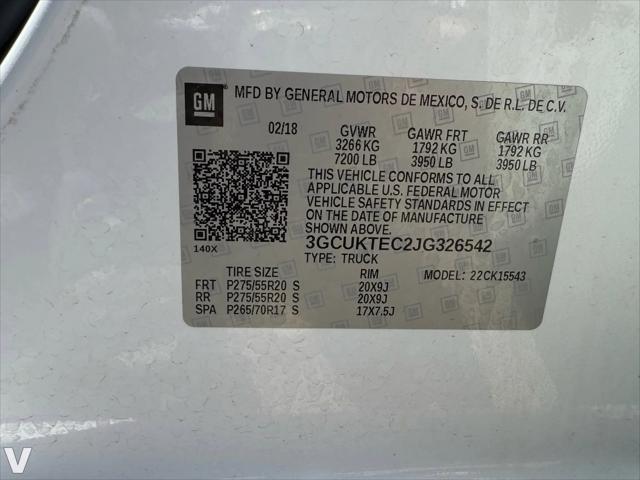 GM MFD BY GENERAL MOTORS DE MEXICO, S. DE R.L. DE C.V.
02/18 GVWR GAWR FRT GAWR RR
3266 KG 1792 KG 1792 KG
7200 LB 3950 LB 3950 LB
THIS VEHICLE CONFORMS TO ALL
APPLICABLE U.S. FEDERAL MOTOR
VEHICLE SAFETY STANDARDS IN EFFECT
ON THE DATE OF MANUFACTURE
SHOWN ABOVE.
140X 3GCUKTEC2JG326542
TYPE: TRUCK
TIRE SIZE RIM MODEL: 22CK15543
FRT P275/55R20 S 20X9J
RR P275/55R20 S 20X9J
SPA P265/70R17 S 17X7.5J
V